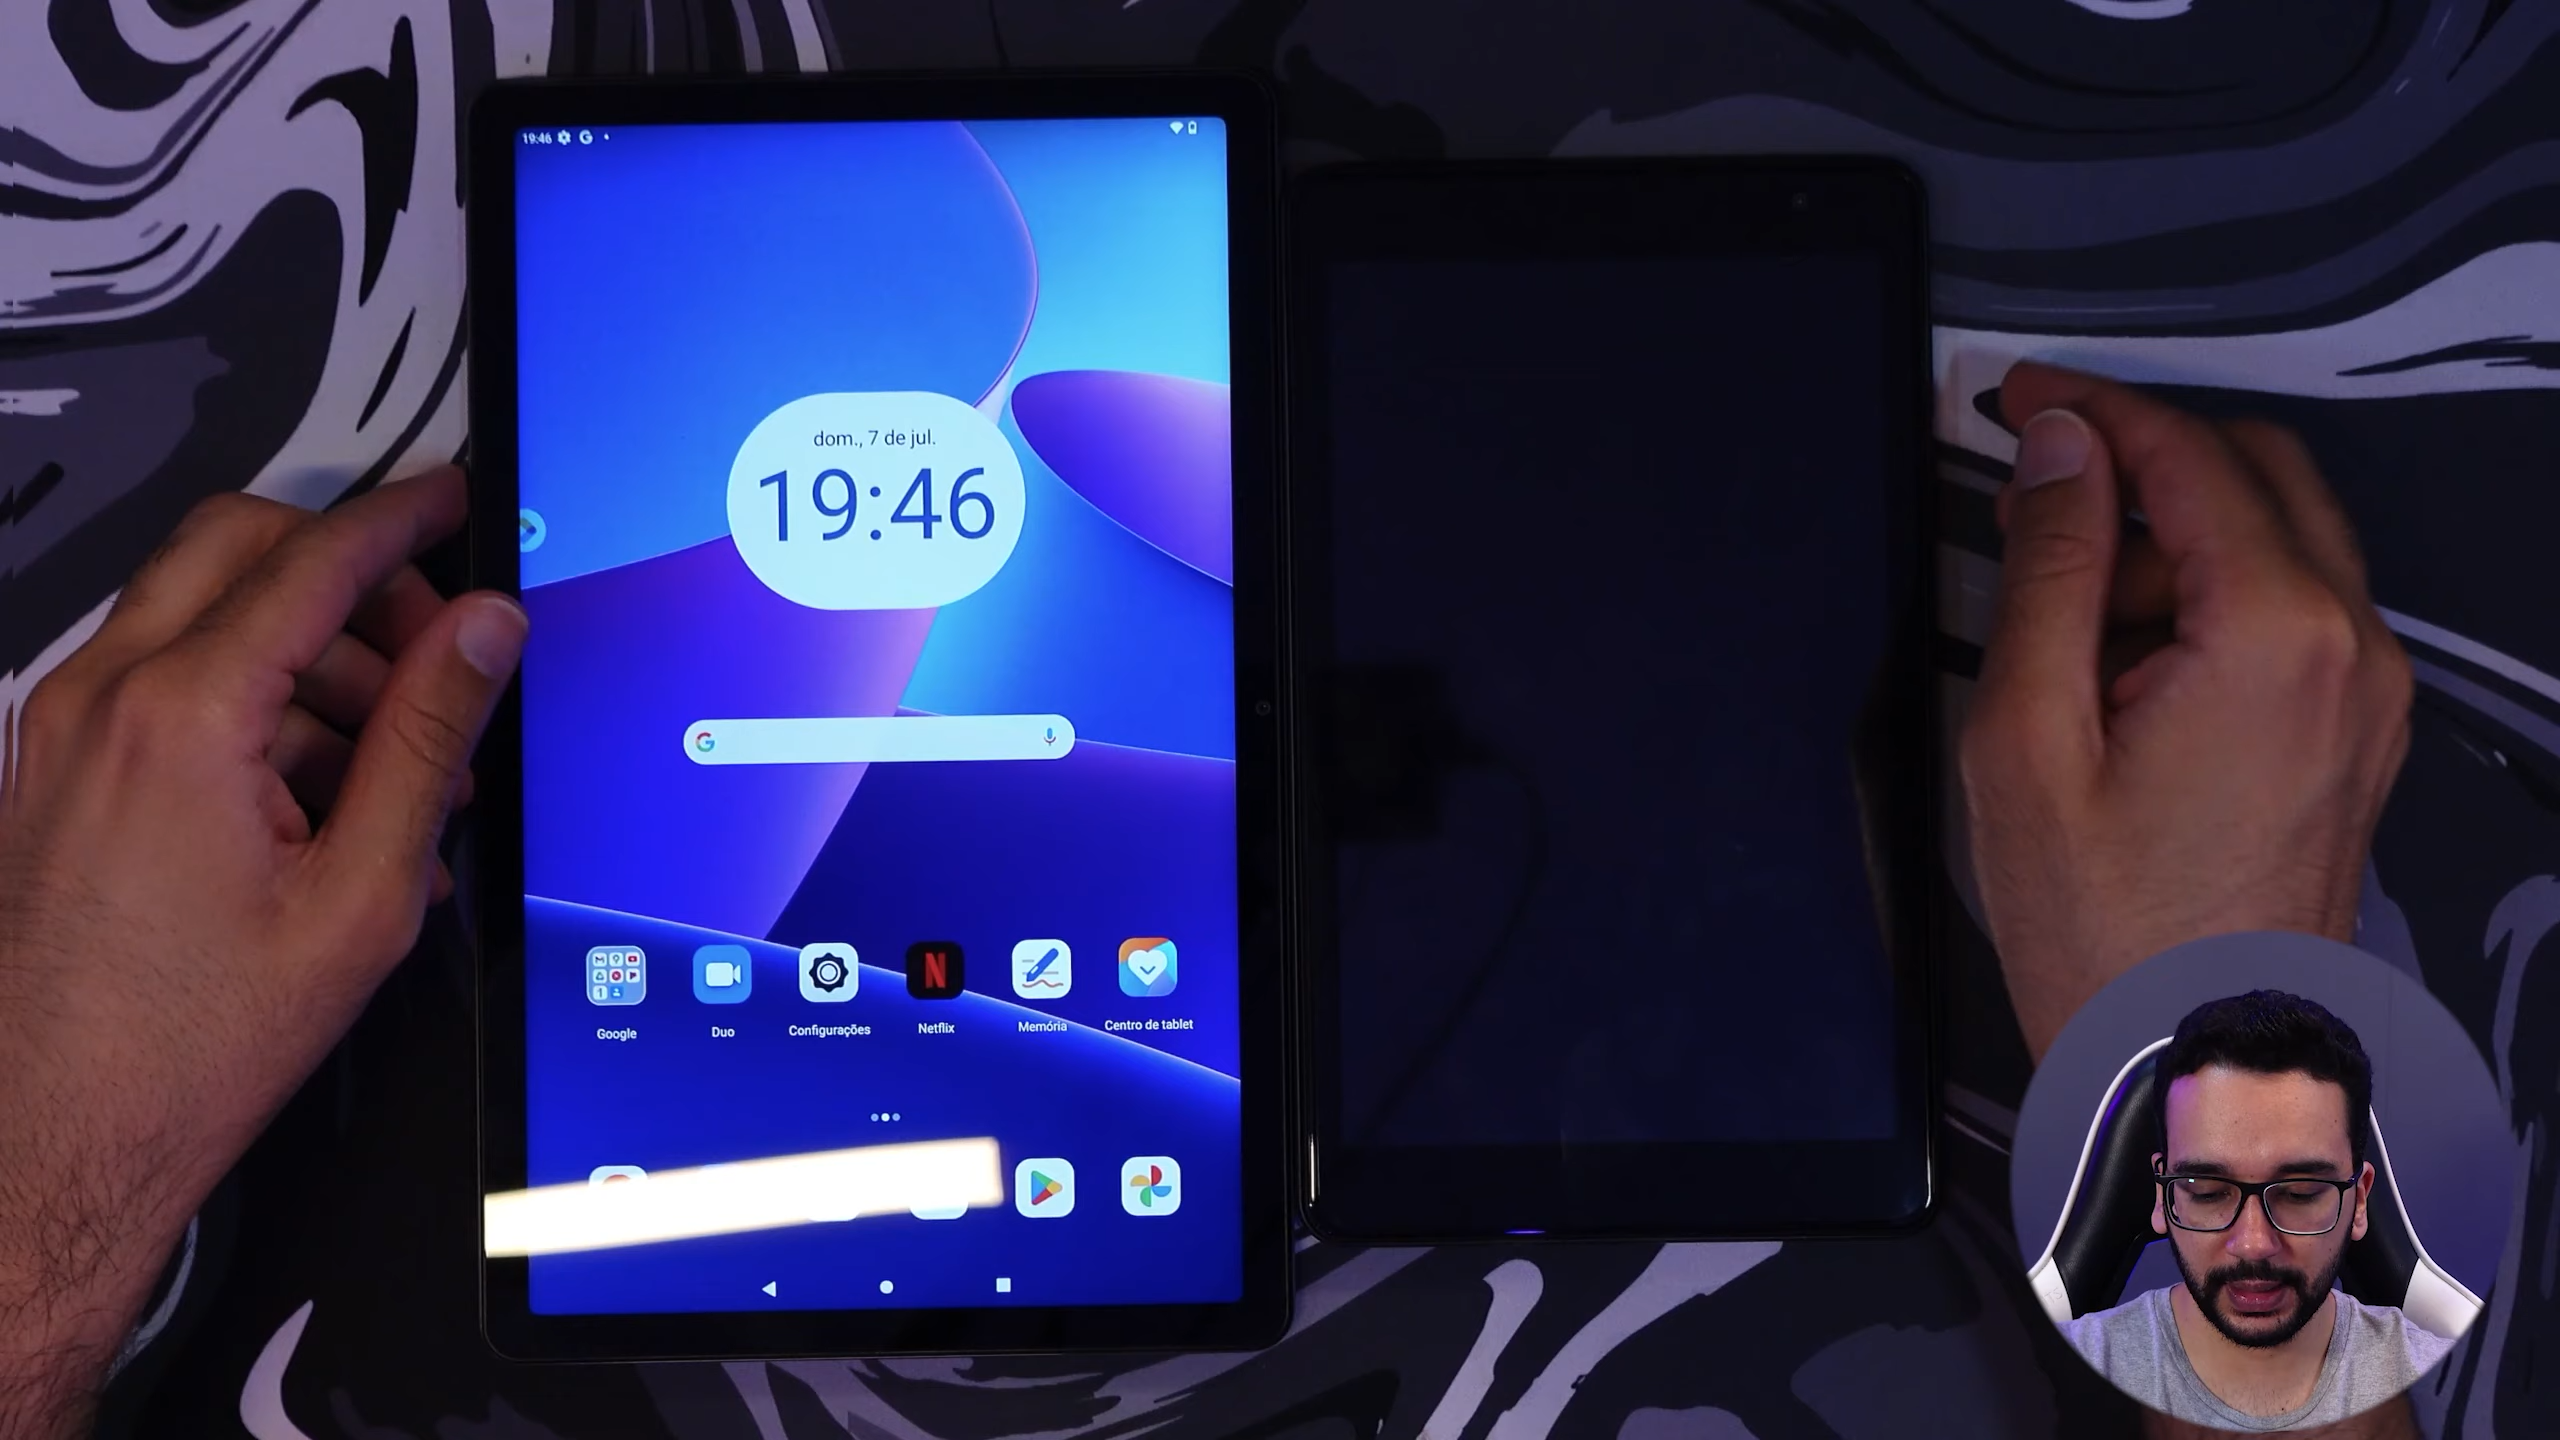 19:46
dom., 7 de jul.
19:46
Google
Duo
Configurações
Netflix
Memória
Centro de tablet